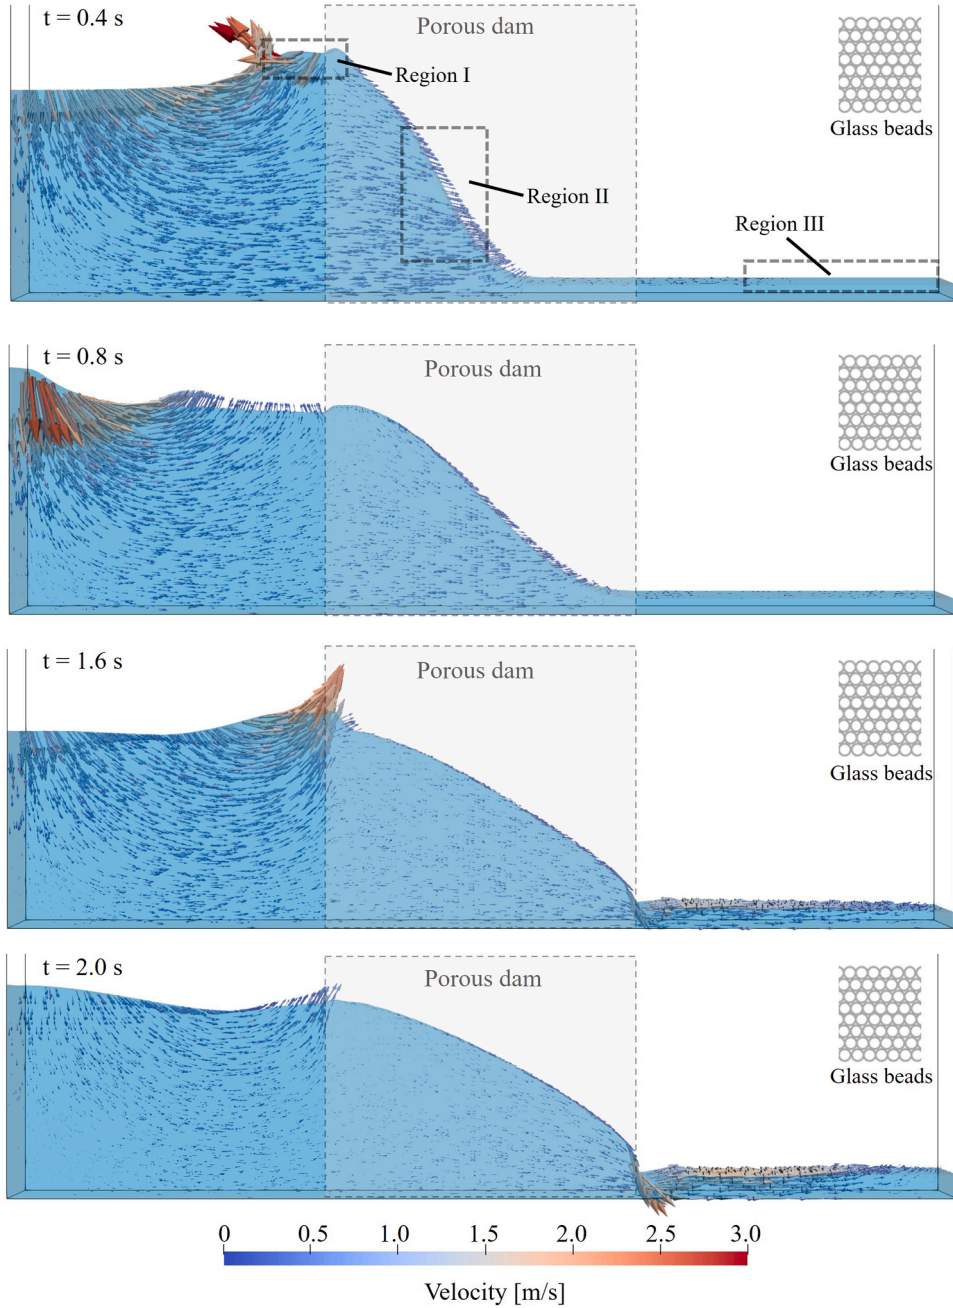 t = 0.4 s
Porous dam
Region I
Glass beads
Region II
Region III
t = 0.8 s
Porous dam
Glass beads
t = 1.6 s
Porous dam
Glass beads
t = 2.0 s
Porous dam
Glass beads
0 0.5 1.0 1.5 2.0 2.5 3.0
Velocity [m/s]